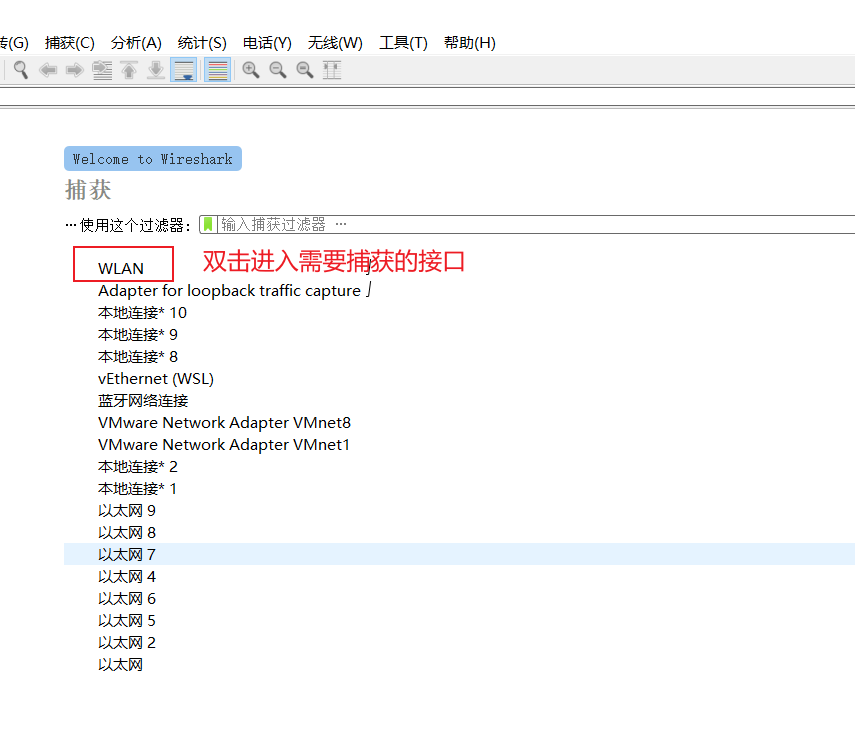 转(G) 捕获(C) 分析(A) 统计(S) 电话(Y) 无线(W) 工具(T) 帮助(H)
Welcome to Wireshark
捕获
…使用这个过滤器: 输入捕获过滤器 …
WLAN 双击进入需要捕获的接口
Adapter for loopback traffic capture
本地连接* 10
本地连接* 9
本地连接* 8
vEthernet (WSL)
蓝牙网络连接
VMware Network Adapter VMnet8
VMware Network Adapter VMnet1
本地连接* 2
本地连接* 1
以太网 9
以太网 8
以太网 7
以太网 4
以太网 6
以太网 5
以太网 2
以太网